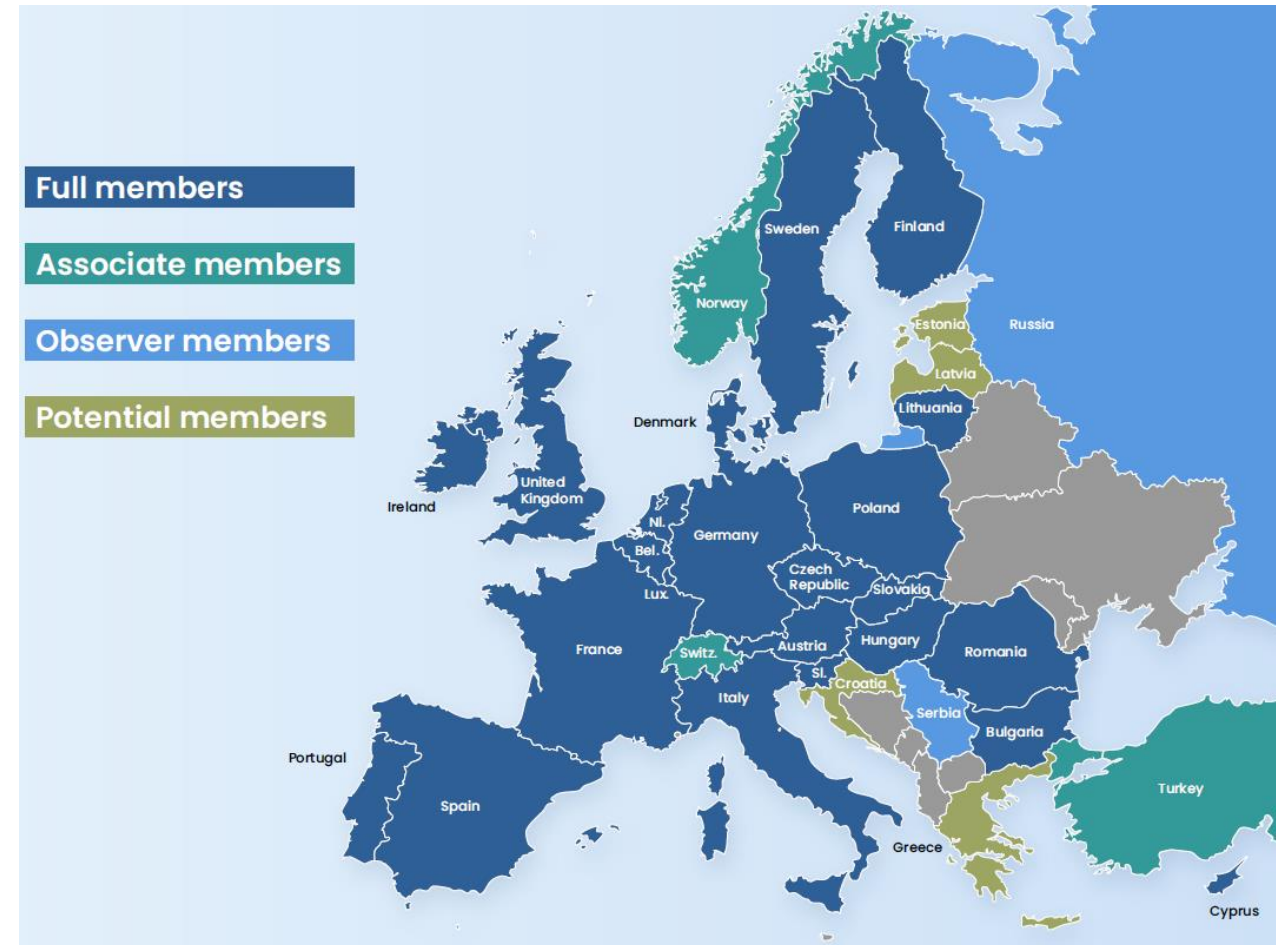 Full members
Associate members
Observer members
Potential members
Sweden
Finland
Norway
Estonia
Russia
Latvia
Lithuania
Denmark
United
Kingdom
Ireland
Nl.
Bel.
Lux.
Germany
Poland
Czech
Republic
Slovakia
France
Switz.
Austria
Hungary
Romania
Sl.
Croatia
Italy
Serbia
Bulgaria
Portugal
Spain
Greece
Turkey
Cyprus